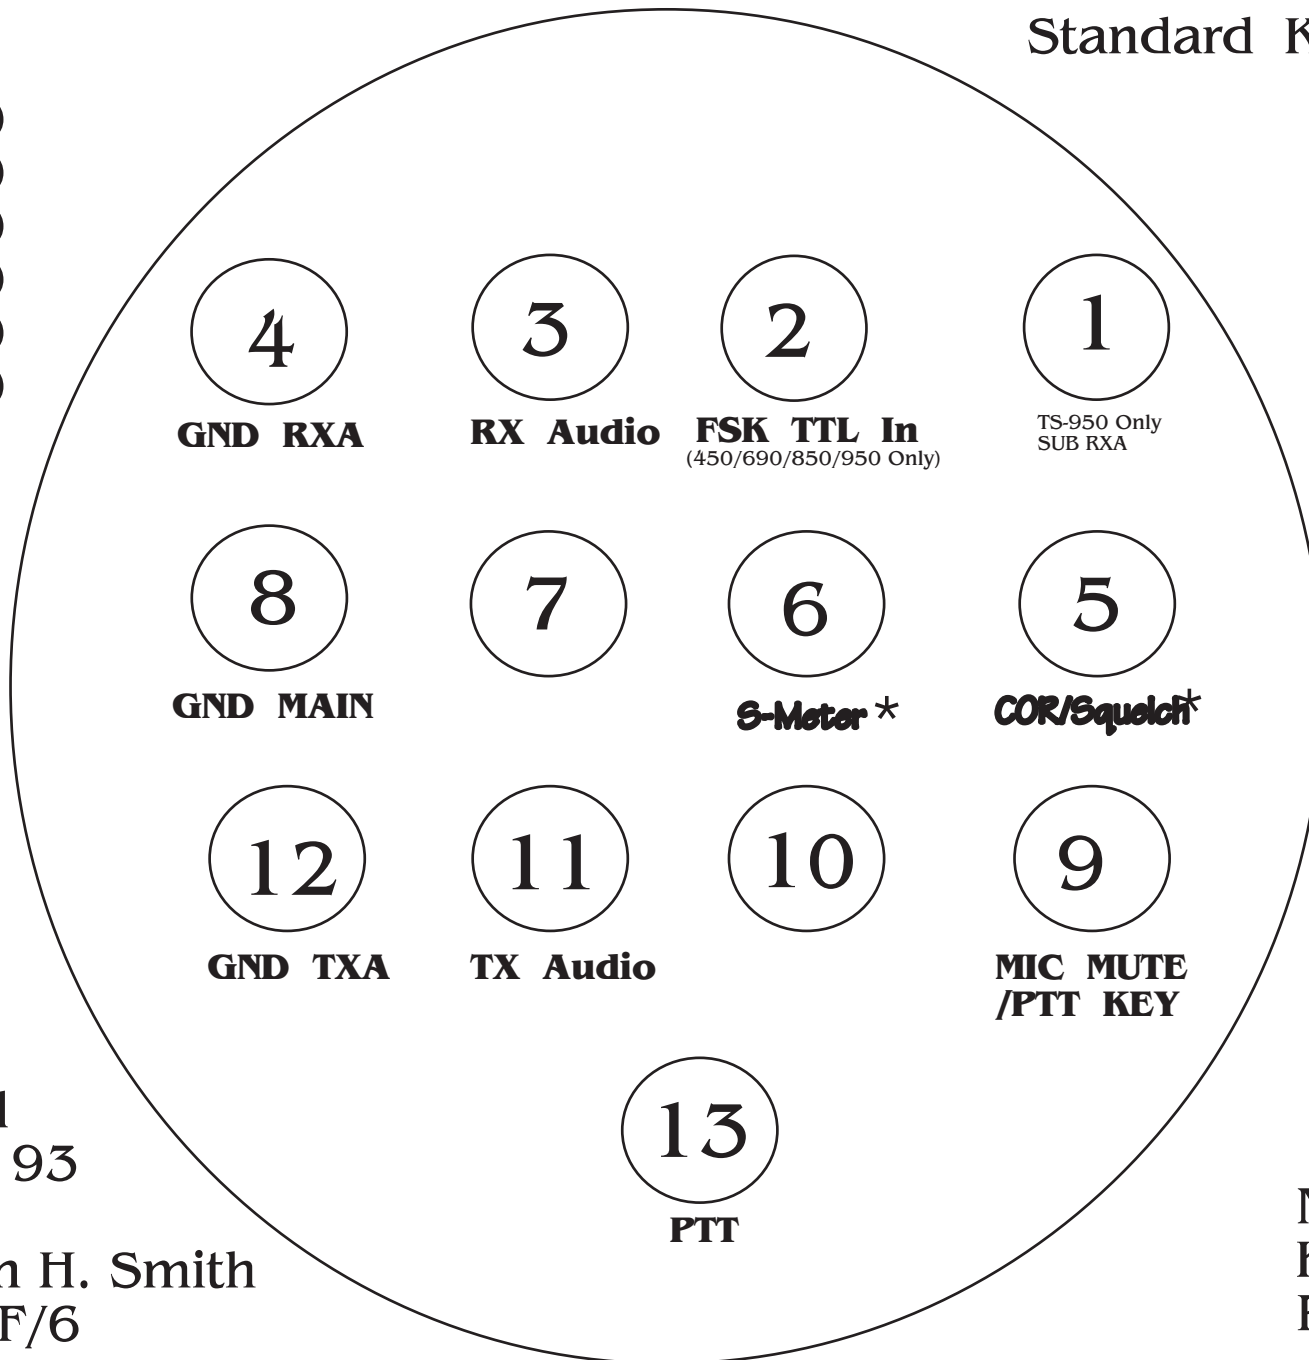 Standard
4
3
2
1
GND RXA
RX Audio
FSK TTL In
(450/690/850/950 Only)
TS-950 Only
SUB RXA
8
7
6
5
GND MAIN
S-Meter *
COR/Squelch*
12
11
10
9
GND TXA
TX Audio
MIC MUTE
/PTT KEY
13
PTT
93
H. Smith
F/6